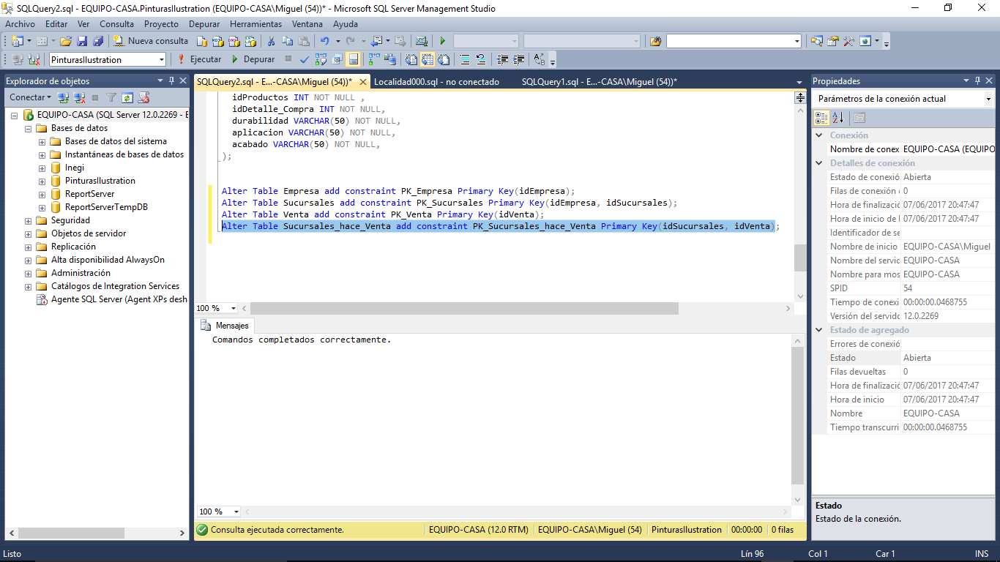 SQLQuery2.sql - EQUIPO-CASA.PinturasIlustration (EQUIPO-CASA\Miguel (54))* - Microsoft SQL Server Management Studio
Archivo Editar Ver Consulta Proyecto Depurar Herramientas Ventana Ayuda
Nueva consulta
PinturasIlustration Ejecutar Depurar
Explorador de objetos
Conectar
EQUIPO-CASA (SQL Server 12.0.2269 - E
Bases de datos
Bases de datos del sistema
Instantáneas de bases de datos
Inegi
PinturasIlustration
ReportServer
ReportServerTempDB
Seguridad
Objetos de servidor
Replicación
Alta disponibilidad AlwaysOn
Administración
Catálogos de Integration Services
Agente SQL Server (Agent XPs desh
SQLQuery2.sql - E...-CASA\Miguel (54))* Localidad000.sql - no conectado SQLQuery1.sql - E...-CASA\Miguel (54))*
idProductos INT NOT NULL ,
idDetalle_Compra INT NOT NULL,
durabilidad VARCHAR(50) NOT NULL,
aplicacion VARCHAR(50) NOT NULL,
acabado VARCHAR(50) NOT NULL,
);
Alter Table Empresa add constraint PK_Empresa Primary Key(idEmpresa);
Alter Table Sucursales add constraint PK_Sucursales Primary Key(idEmpresa, idSucursales);
Alter Table Venta add constraint PK_Venta Primary Key(idVenta);
Alter Table Sucursales_hace_Venta add constraint PK_Sucursales_hace_Venta Primary Key(idSucursales, idVenta);
100 %
Mensajes
Comandos completados correctamente.
100 %
Consulta ejecutada correctamente. EQUIPO-CASA (12.0 RTM) EQUIPO-CASA\Miguel (54) PinturasIlustration 00:00:00 0 filas
Propiedades
Parámetros de la conexión actual
Conexión
Nombre de conex EQUIPO-CASA (EQUIPO
Detalles de conexión
Estado de conexió Abierta
Filas de conexión 0
Hora de finalizació 07/06/2017 20:47:47
Hora de inicio de l 07/06/2017 20:47:47
Identificador de se
Nombre de inicio EQUIPO-CASA\Miguel
Nombre del servid EQUIPO-CASA
Nombre para mos EQUIPO-CASA
SPID 54
Tiempo de conexi 00:00:00.0468755
Versión del servido 12.0.2269
Estado de agregado
Errores de conexió
Estado Abierta
Filas devueltas 0
Hora de finalizació 07/06/2017 20:47:47
Hora de inicio 07/06/2017 20:47:47
Nombre EQUIPO-CASA
Tiempo transcurri 00:00:00.0468755
Estado
Estado de la conexión.
Listo Lín 96 Col 1 Car 1 INS